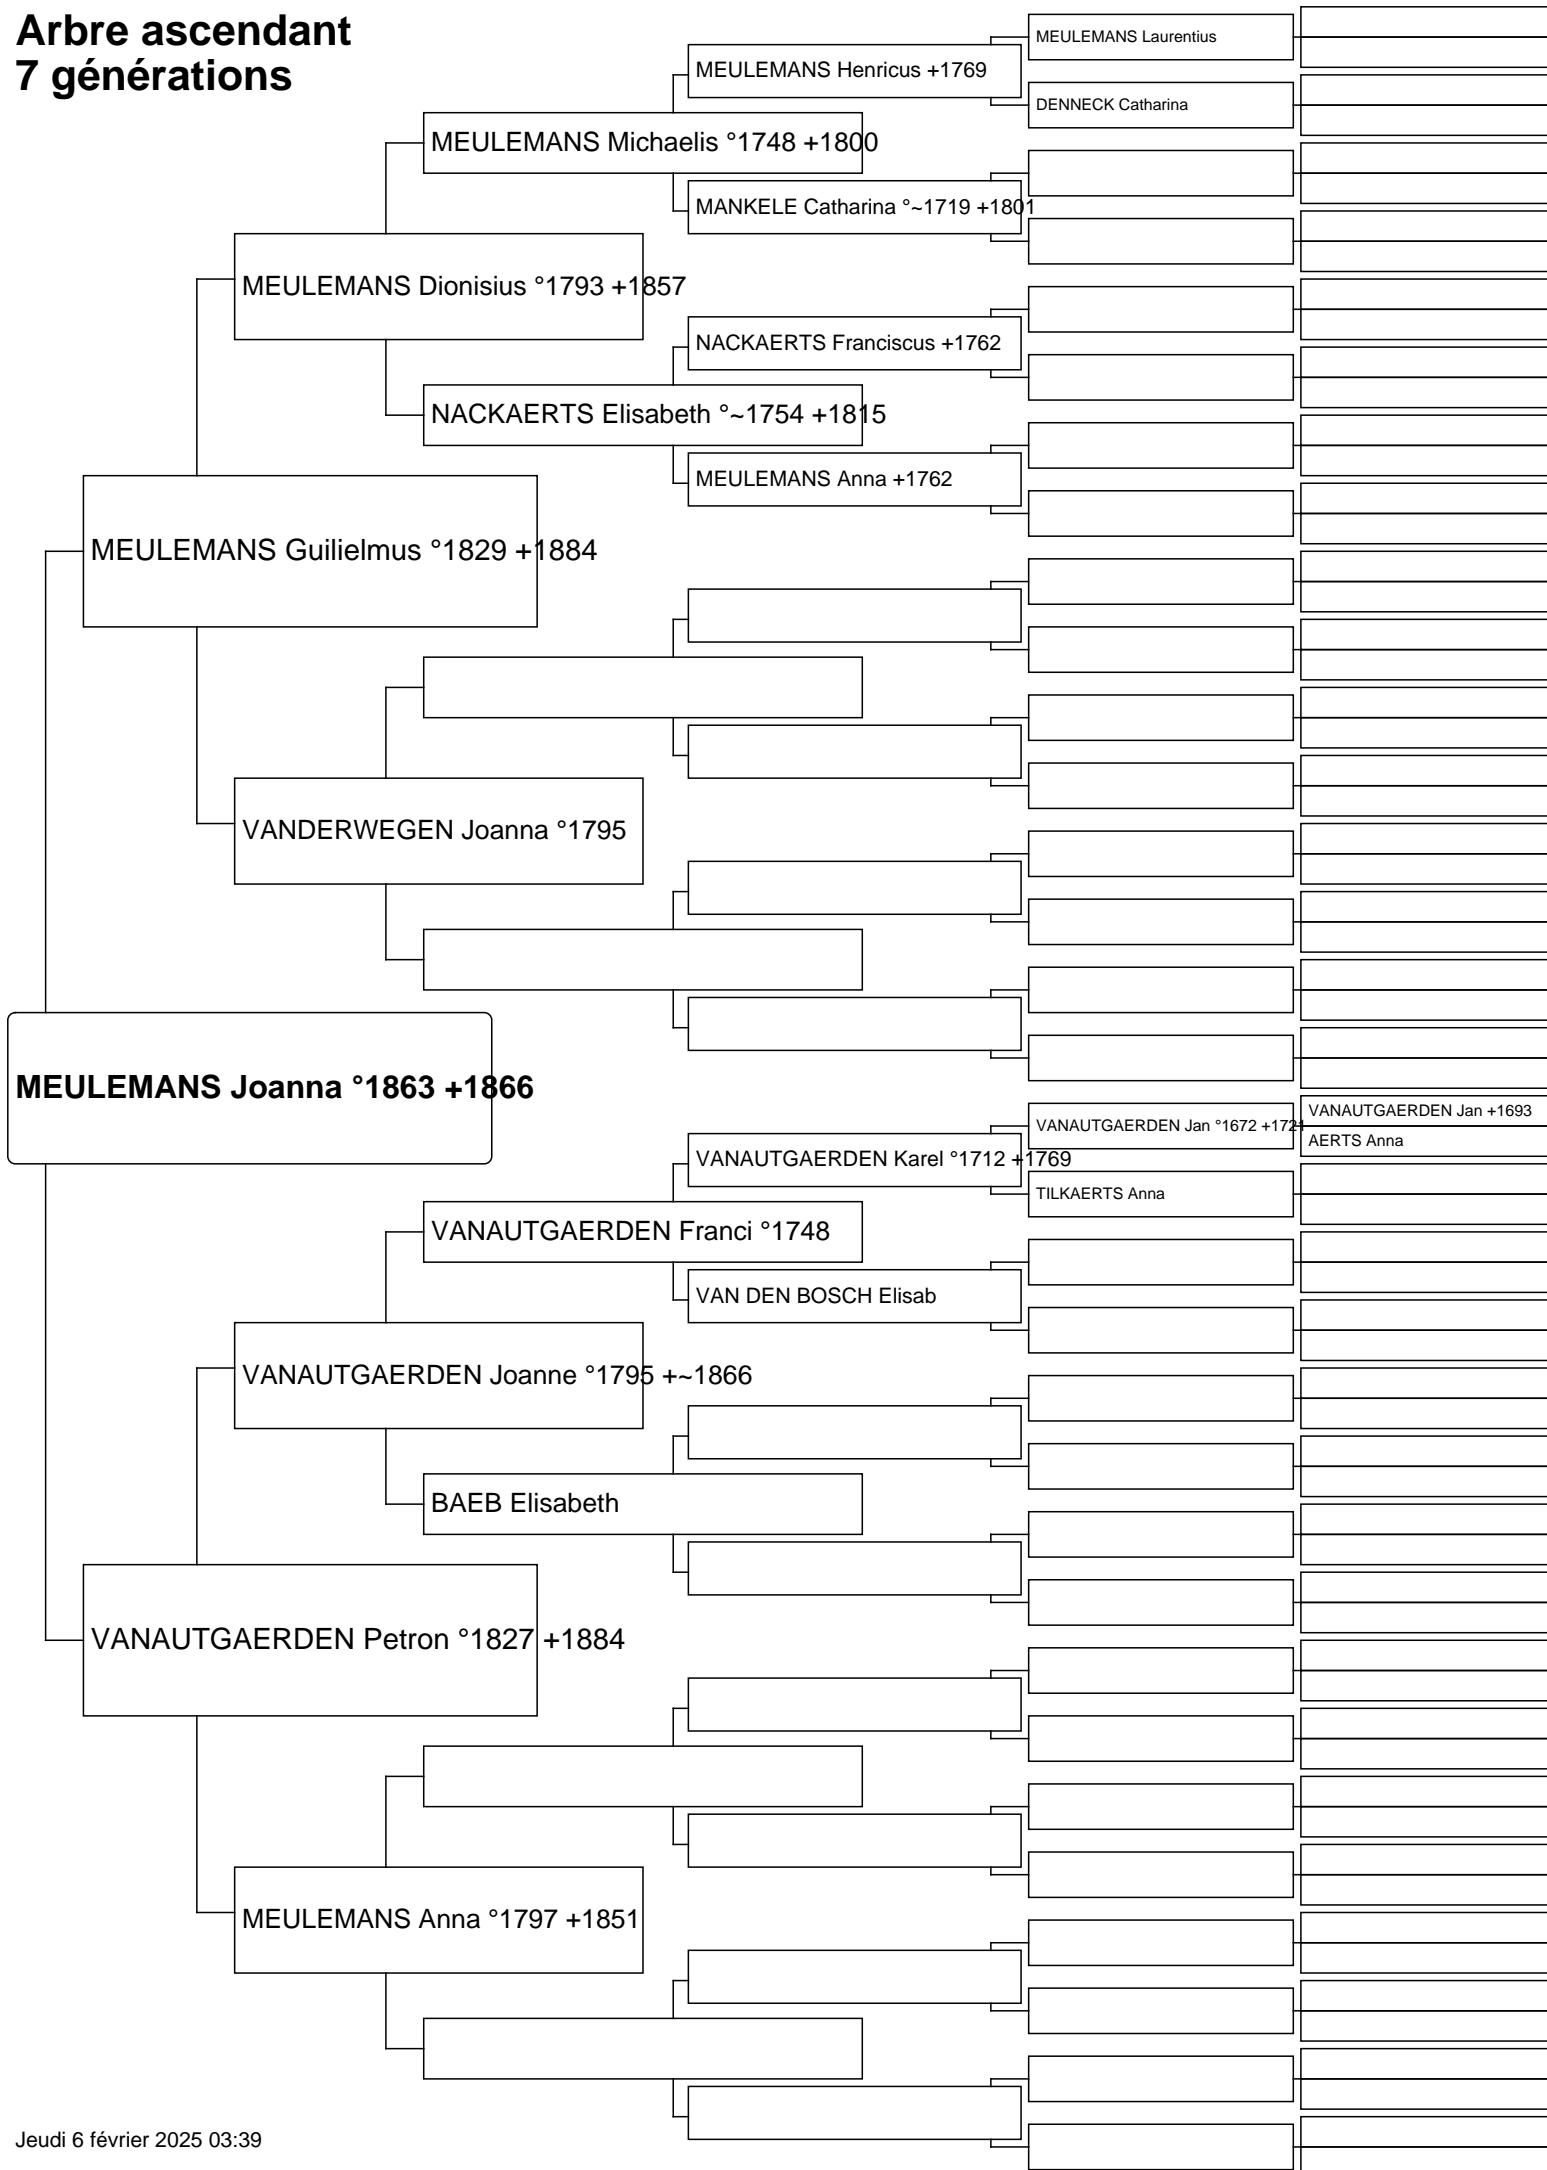 Arbre ascendant
7 générations
MEULEMANS Laurentius
MEULEMANS Henricus +1769
DENNECK Catharina
MEULEMANS Michaelis °1748 +1800
MANKELE Catharina °~1719 +1801
MEULEMANS Dionisius °1793 +1857
NACKAERTS Franciscus +1762
NACKAERTS Elisabeth °~1754 +1815
MEULEMANS Anna +1762
MEULEMANS Guilielmus °1829 +1884
VANDERWEGEN Joanna °1795
MEULEMANS Joanna °1863 +1866
VANAUTGAERDEN Jan +1693
VANAUTGAERDEN Jan °1672 +1721
AERTS Anna
VANAUTGAERDEN Karel °1712 +1769
TILKAERTS Anna
VANAUTGAERDEN Franci °1748
VAN DEN BOSCH Elisab
VANAUTGAERDEN Joanne °1795 +~1866
BAEB Elisabeth
VANAUTGAERDEN Petron °1827 +1884
MEULEMANS Anna °1797 +1851
Jeudi 6 février 2025 03:39